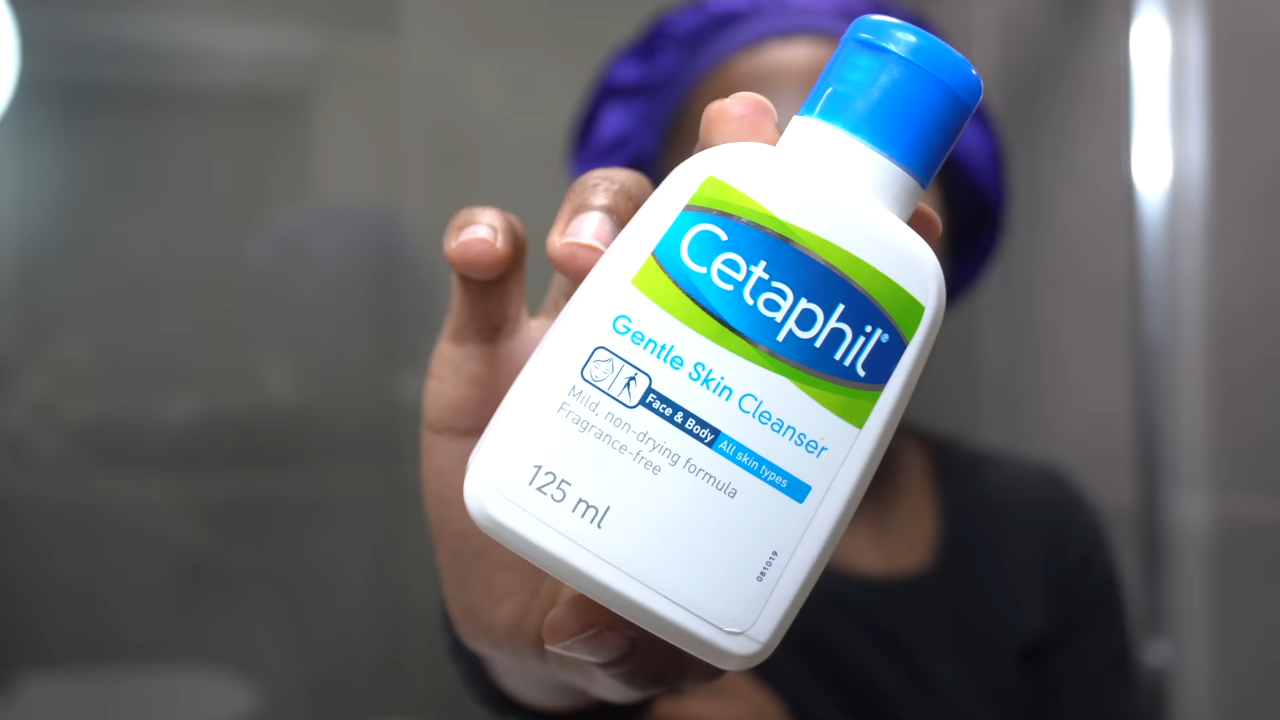 Cetaphil®
Gentle Skin Cleanser
Face & Body All skin types
Mild, non-drying formula
Fragrance-free
125 ml
081019